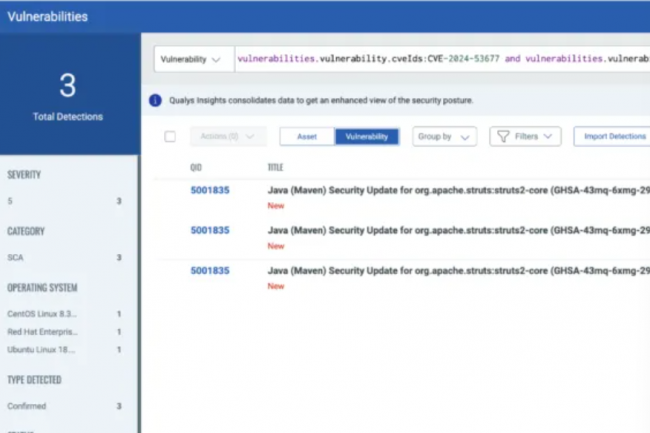 Vulnerabilities
3
Total Detections
Vulnerability
vulnerabilities.vulnerability.cveIds:CVE-2024-53677 and vulnerabilities.vulnerab
Qualys Insights consolidates data to get an enhanced view of the security posture.
Actions (0)
Asset
Vulnerability
Group by
Filters
Import Detections
QID TITLE
5001835 Java (Maven) Security Update for org.apache.struts:struts2-core (GHSA-43mq-6xmg-29
New
5001835 Java (Maven) Security Update for org.apache.struts:struts2-core (GHSA-43mq-6xmg-29
New
5001835 Java (Maven) Security Update for org.apache.struts:struts2-core (GHSA-43mq-6xmg-29
New
SEVERITY
5 3
CATEGORY
SCA 3
OPERATING SYSTEM
CentOS Linux 8.3... 1
Red Hat Enterpris... 1
Ubuntu Linux 18.... 1
TYPE DETECTED
Confirmed 3